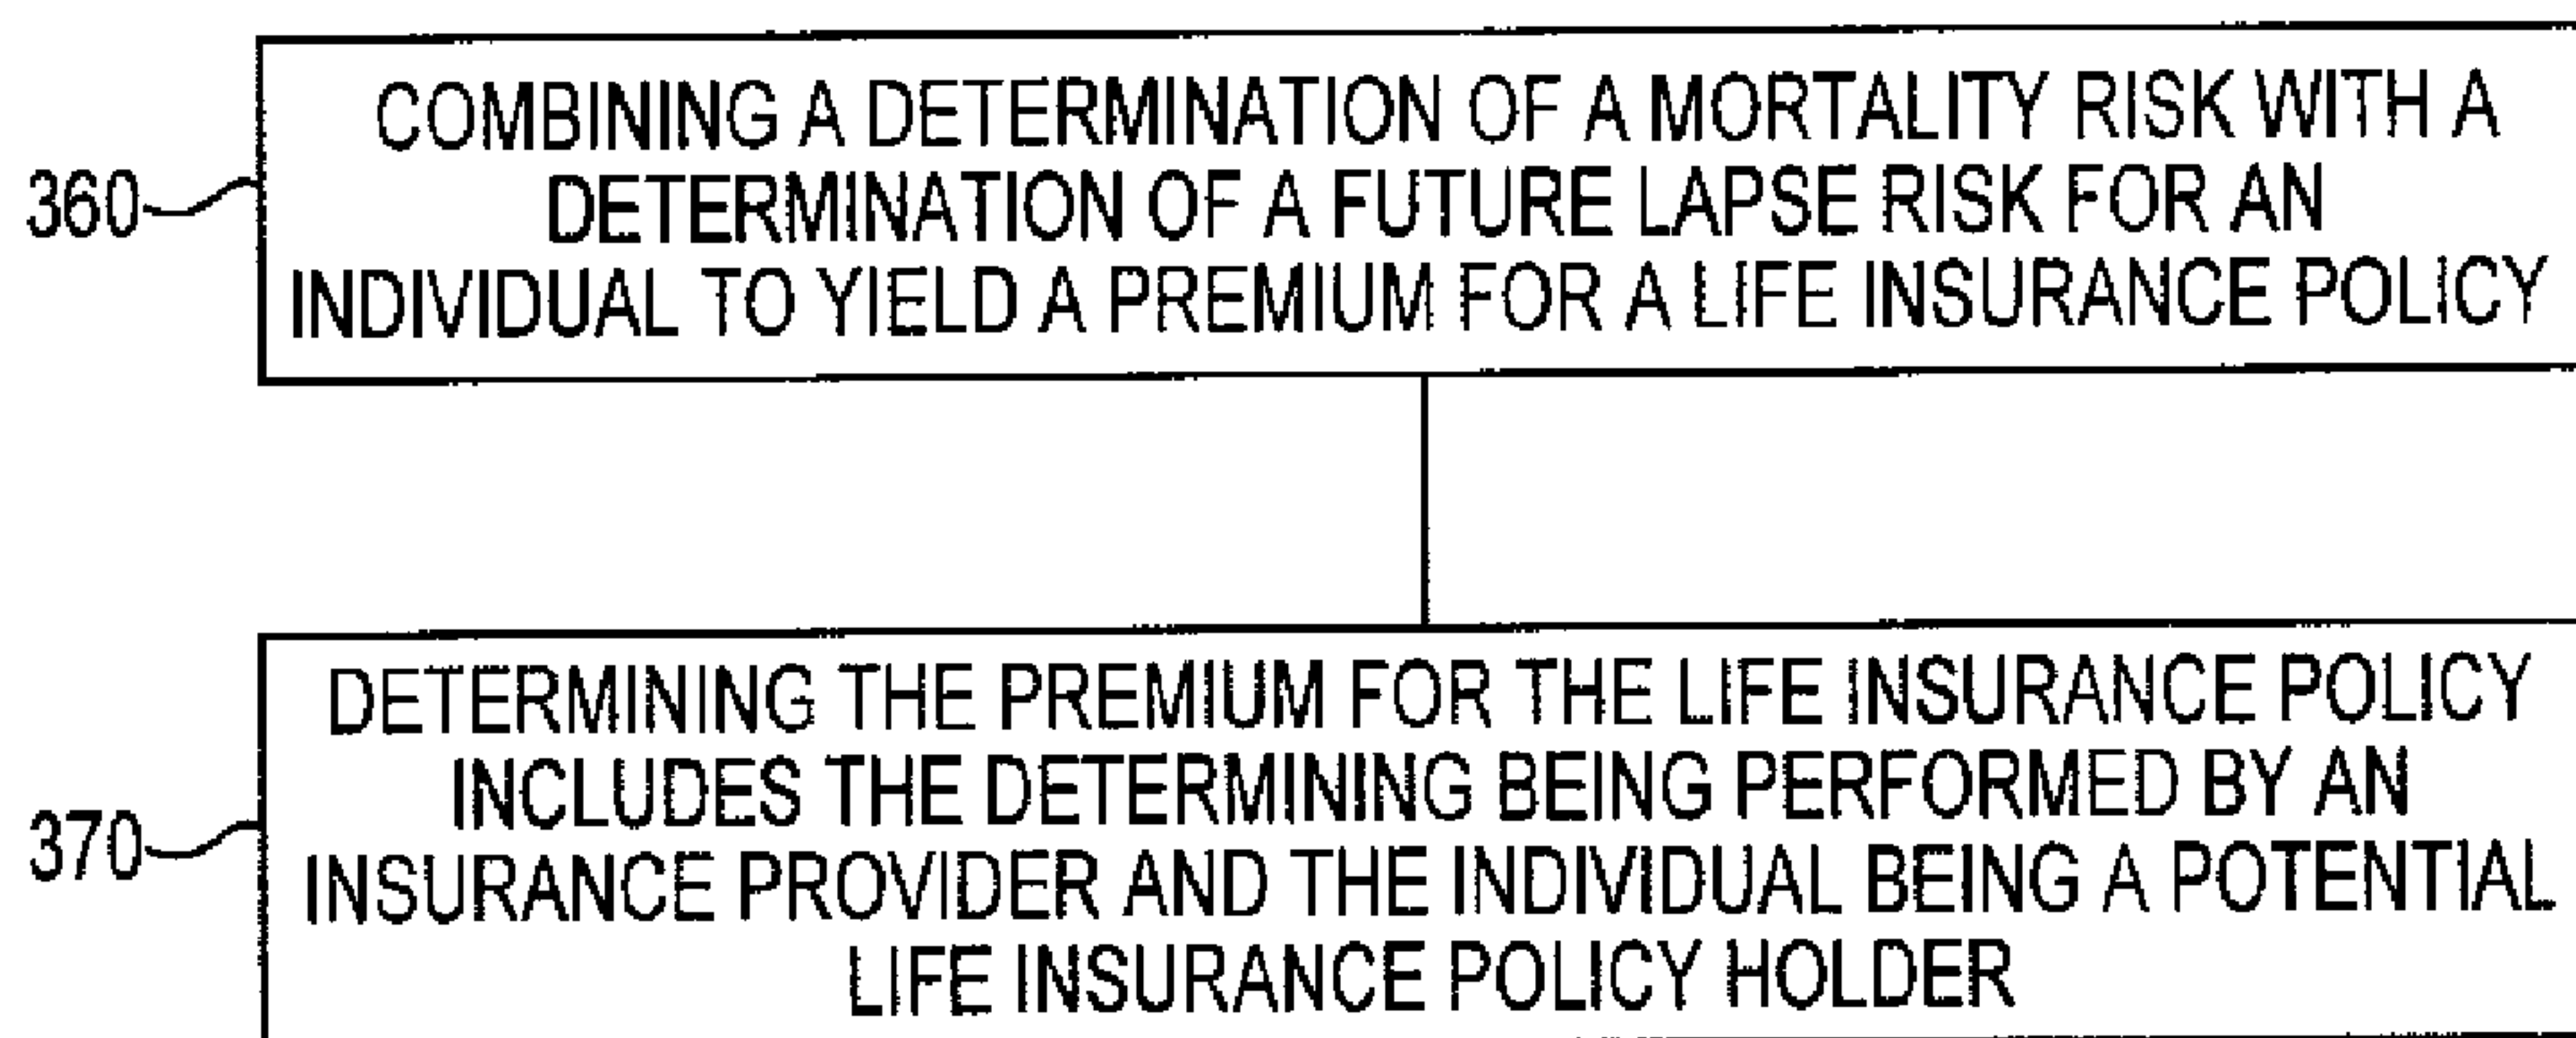 360
COMBINING A DETERMINATION OF A MORTALITY RISK WITH A
DETERMINATION OF A FUTURE LAPSE RISK FOR AN
INDIVIDUAL TO YIELD A PREMIUM FOR A LIFE INSURANCE POLICY
370
DETERMINING THE PREMIUM FOR THE LIFE INSURANCE POLICY
INCLUDES THE DETERMINING BEING PERFORMED BY AN
INSURANCE PROVIDER AND THE INDIVIDUAL BEING A POTENTIAL
LIFE INSURANCE POLICY HOLDER